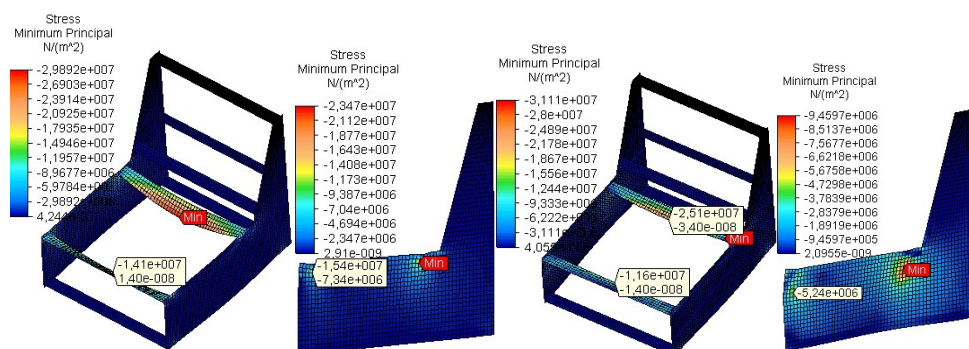 Stress
Minimum Principal
N/(m^2)
-2,9892e+007
-2,6903e+007
-2,3914e+007
-2,0925e+007
-1,7935e+007
-1,4946e+007
-1,1957e+007
-8,9677e+006
-5,9784e+006
-2,9892e+006
Min
-1,41e+007
1,40e-008
Stress
Minimum Principal
N/(m^2)
-2,347e+007
-2,112e+007
-1,877e+007
-1,643e+007
-1,408e+007
-1,173e+007
-9,387e+006
-7,04e+006
-4,694e+006
-2,347e+006
2,91e-009
-1,54e+007
-7,34e+006
Min
Stress
Minimum Principal
N/(m^2)
-3,111e+007
-2,8e+007
-2,489e+007
-2,178e+007
-1,867e+007
-1,556e+007
-1,244e+007
-9,333e+006
-2,51e+007
-3,40e-008
Min
-1,16e+007
-1,40e-008
Stress
Minimum Principal
N/(m^2)
-9,4597e+006
-8,5137e+006
-7,5677e+006
-6,6218e+006
-5,6758e+006
-4,7298e+006
-3,7839e+006
-2,8379e+006
-1,8919e+006
-9,4597e+005
2,0955e-009
Min
-5,24e+006